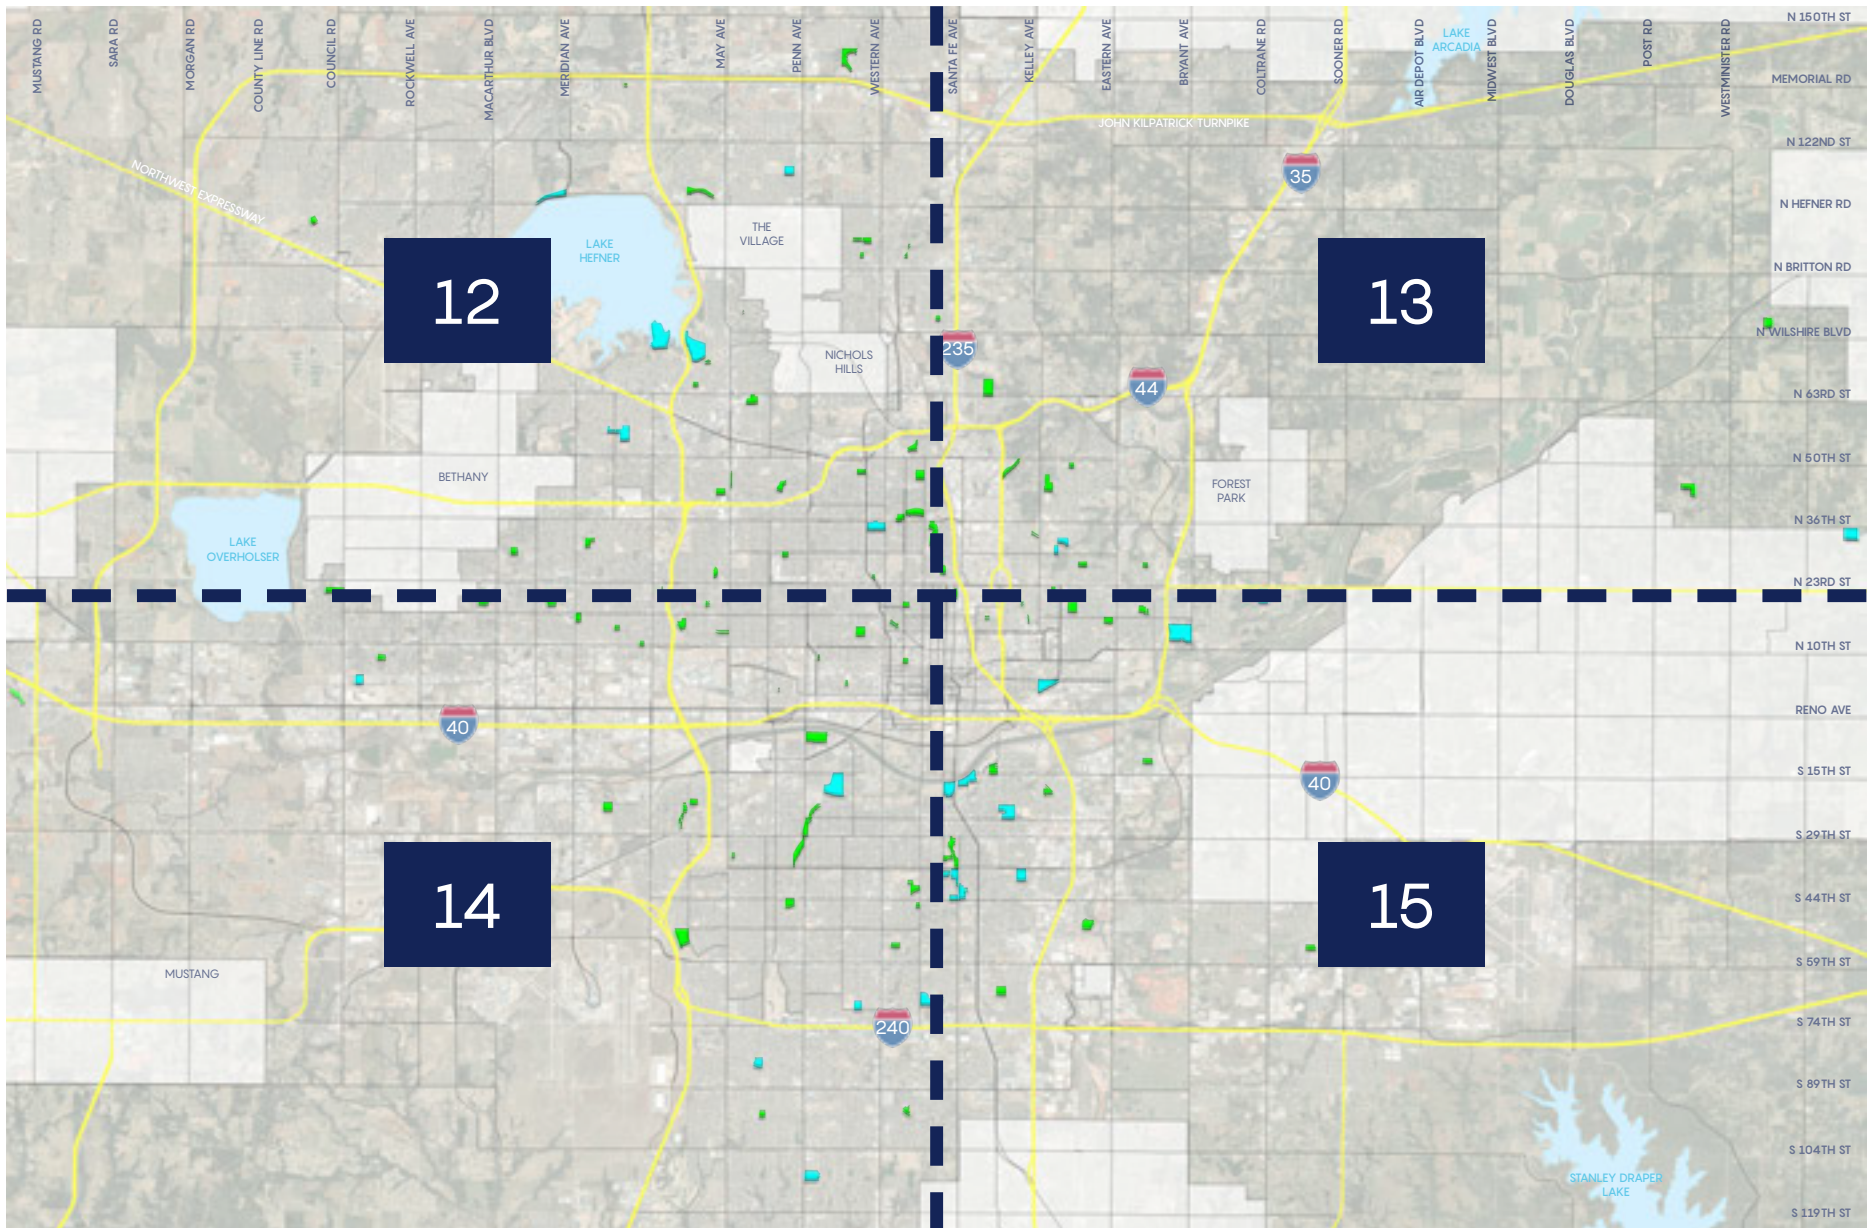 MUSTANG RD
SARA RD
MORGAN RD
COUNTY LINE RD
COUNCIL RD
ROCKWELL AVE
MACARTHUR BLVD
MERIDIAN AVE
MAY AVE
PENN AVE
WESTERN AVE
SANTA FE AVE
KELLEY AVE
EASTERN AVE
BRYANT AVE
COLTRANE RD
SOONER RD
AIR DEPOT BLVD
MIDWEST BLVD
DOUGLAS BLVD
POST RD
WESTMINISTER RD
N 150TH ST
LAKE
ARCADIA
MEMORIAL RD
JOHN KILPATRICK TURNPIKE
N 122ND ST
NORTHWEST EXPRESSWAY
35
N HEFNER RD
THE
VILLAGE
LAKE
HEFNER
N BRITTON RD
12
13
N WILSHIRE BLVD
235
NICHOLS
HILLS
44
N 63RD ST
N 50TH ST
BETHANY
FOREST
PARK
N 36TH ST
LAKE
OVERHOLSER
N 23RD ST
N 10TH ST
RENO AVE
40
S 15TH ST
40
S 29TH ST
14
15
S 44TH ST
S 59TH ST
MUSTANG
S 74TH ST
240
S 89TH ST
S 104TH ST
STANLEY DRAPER
LAKE
S 119TH ST